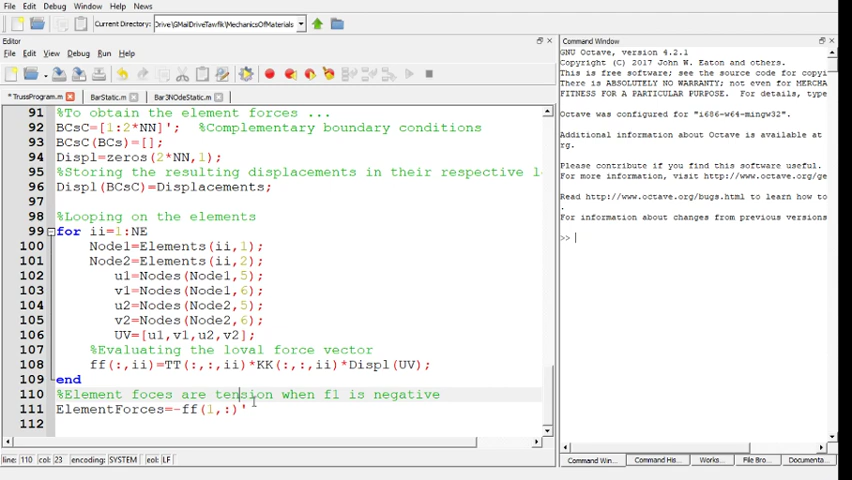 File Edit View Debug Window Help News
Current Directory: Drive\GMailDriveTawfik\MechanicsOfMaterials
Editor
File Edit View Debug Run Help
* TrussProgram.m BarStatic.m Bar3NOdeStatic.m
91 %To obtain the element forces ...
92 BCsC=[1:2*NN]'; %Complementary boundary conditions
93 BCsC(BCs)=[];
94 Displ=zeros(2*NN,1);
95 %Storing the resulting displacements in their respective l
96 Displ(BCsC)=Displacements;
97
98 %Looping on the elements
99 for ii=1:NE
100 Node1=Elements(ii,1);
101 Node2=Elements(ii,2);
102 u1=Nodes(Node1,5);
103 v1=Nodes(Node1,6);
104 u2=Nodes(Node2,5);
105 v2=Nodes(Node2,6);
106 UV=[u1,v1,u2,v2];
107 %Evaluating the loval force vector
108 ff(:,ii)=TT(:,:,ii)*KK(:,:,ii)*Displ(UV);
109 end
110 %Element foces are tension when f1 is negative
111 ElementForces=-ff(1,:)'
112
line: 110 col: 23 encoding: SYSTEM eol: LF
Command Window
GNU Octave, version 4.2.1
Copyright (C) 2017 John W. Eaton and others.
This is free software; see the source code for copyi
There is ABSOLUTELY NO WARRANTY; not even for MERCHA
FITNESS FOR A PARTICULAR PURPOSE. For details, type
Octave was configured for "i686-w64-mingw32".
Additional information about Octave is available at
rg.
Please contribute if you find this software useful.
For more information, visit http://www.octave.org/ge
Read http://www.octave.org/bugs.html to learn how to
.
For information about changes from previous versions
>>
Command Win... Command His... Works... File Bro... Documenta...